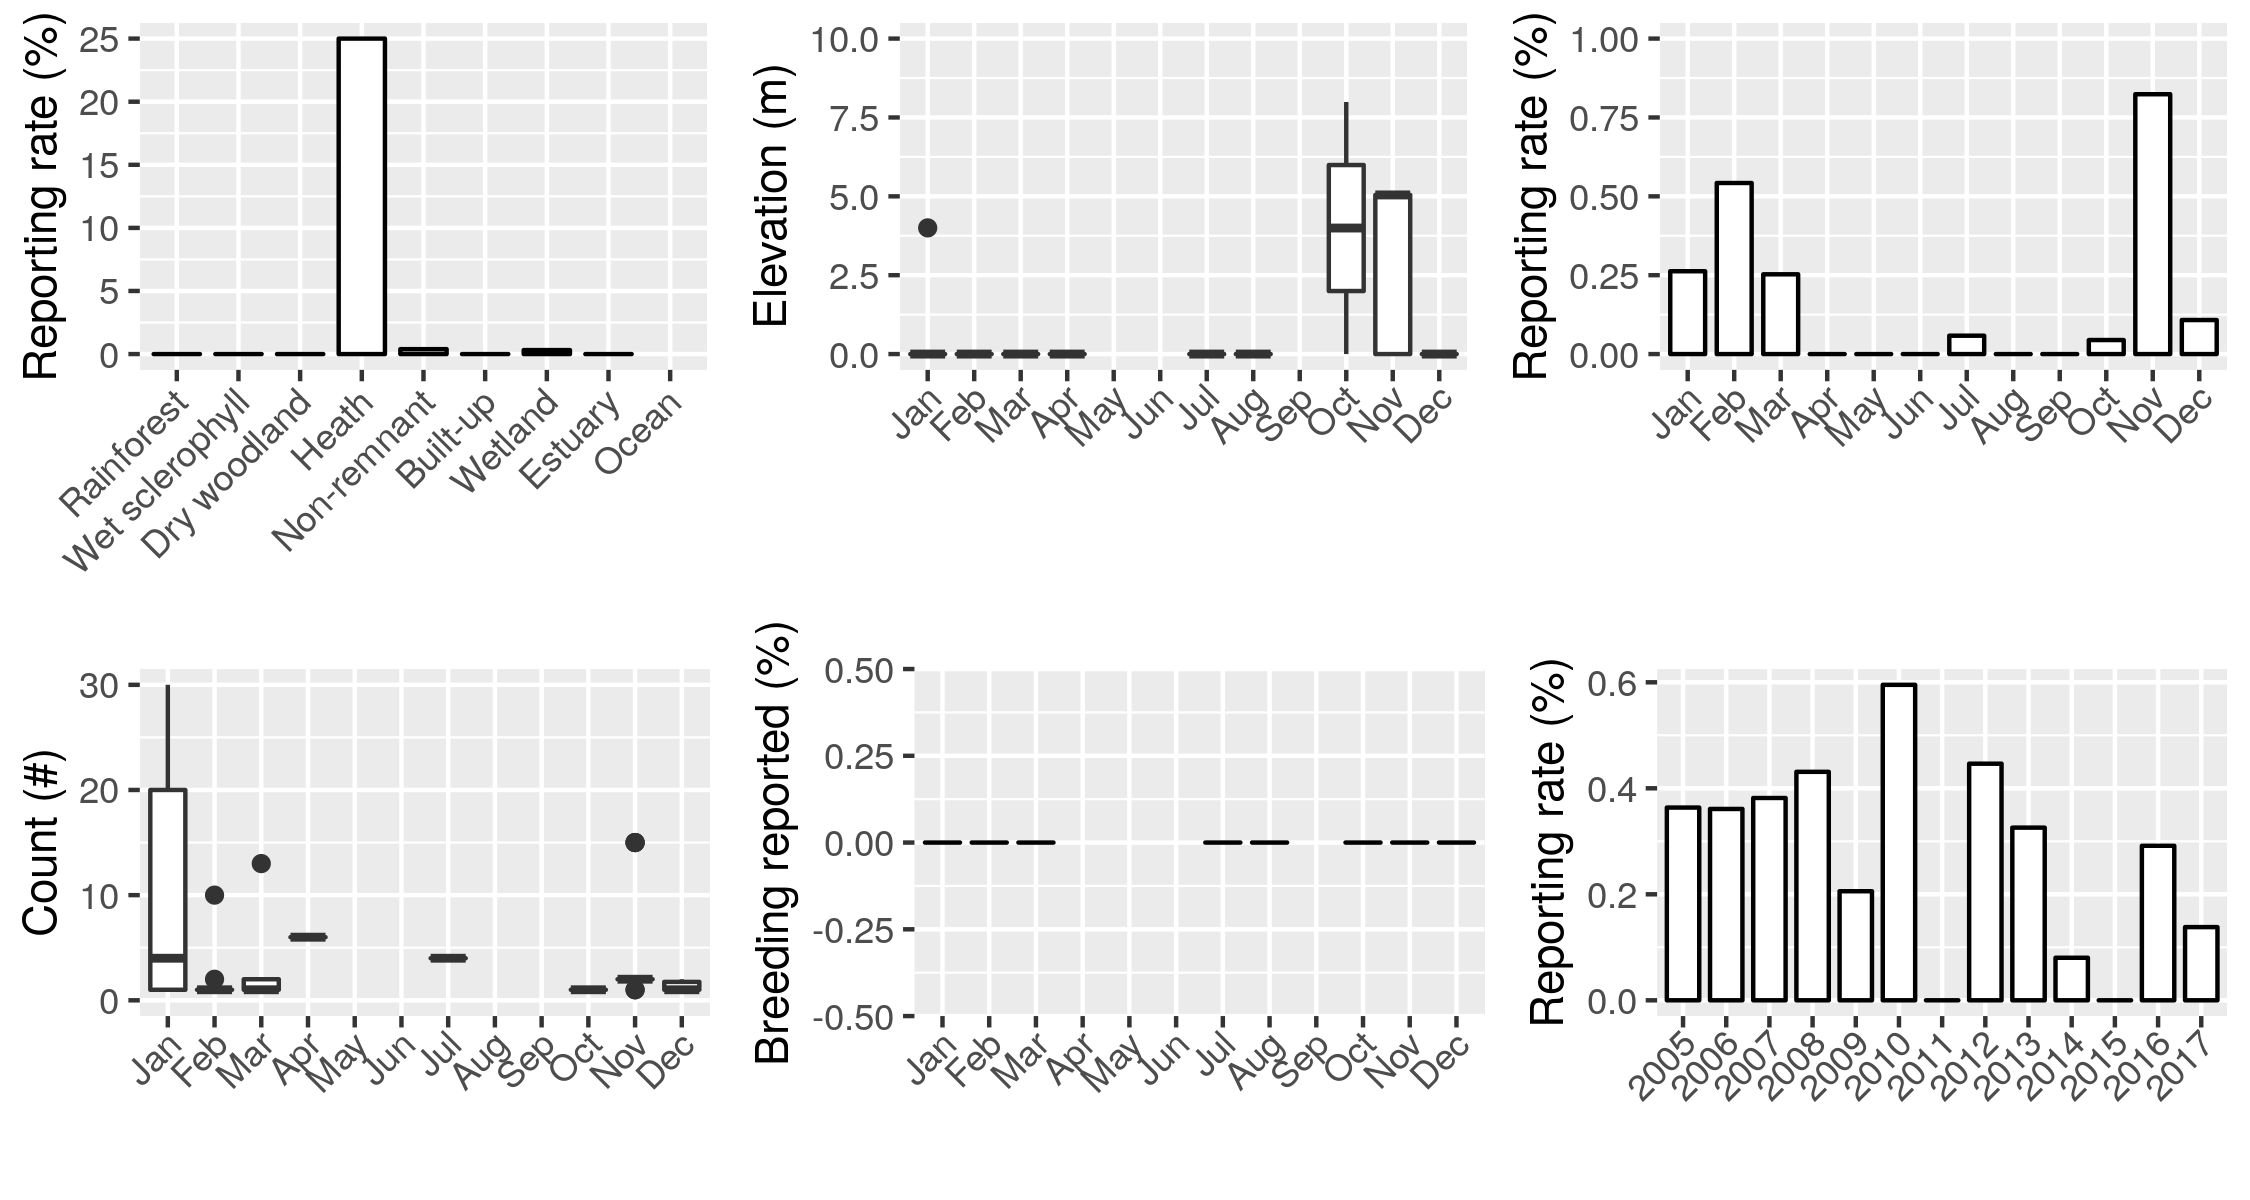 Reporting rate (%)
25
20
15
10
5
0
Rainforest
Wet sclerophyll
Dry woodland
Heath
Non-remnant
Built-up
Wetland
Estuary
Ocean
Elevation (m)
10.0
7.5
5.0
2.5
0.0
Jan
Feb
Mar
Apr
May
Jun
Jul
Aug
Sep
Oct
Nov
Dec
Reporting rate (%)
1.00
0.75
0.50
0.25
0.00
Jan
Feb
Mar
Apr
May
Jun
Jul
Aug
Sep
Oct
Nov
Dec
Count (#)
30
20
10
0
Jan
Feb
Mar
Apr
May
Jun
Jul
Aug
Sep
Oct
Nov
Dec
Breeding reported (%)
0.50
0.25
0.00
-0.25
-0.50
Jan
Feb
Mar
Apr
May
Jun
Jul
Aug
Sep
Oct
Nov
Dec
Reporting rate (%)
0.6
0.4
0.2
0.0
2005
2006
2007
2008
2009
2010
2011
2012
2013
2014
2015
2016
2017